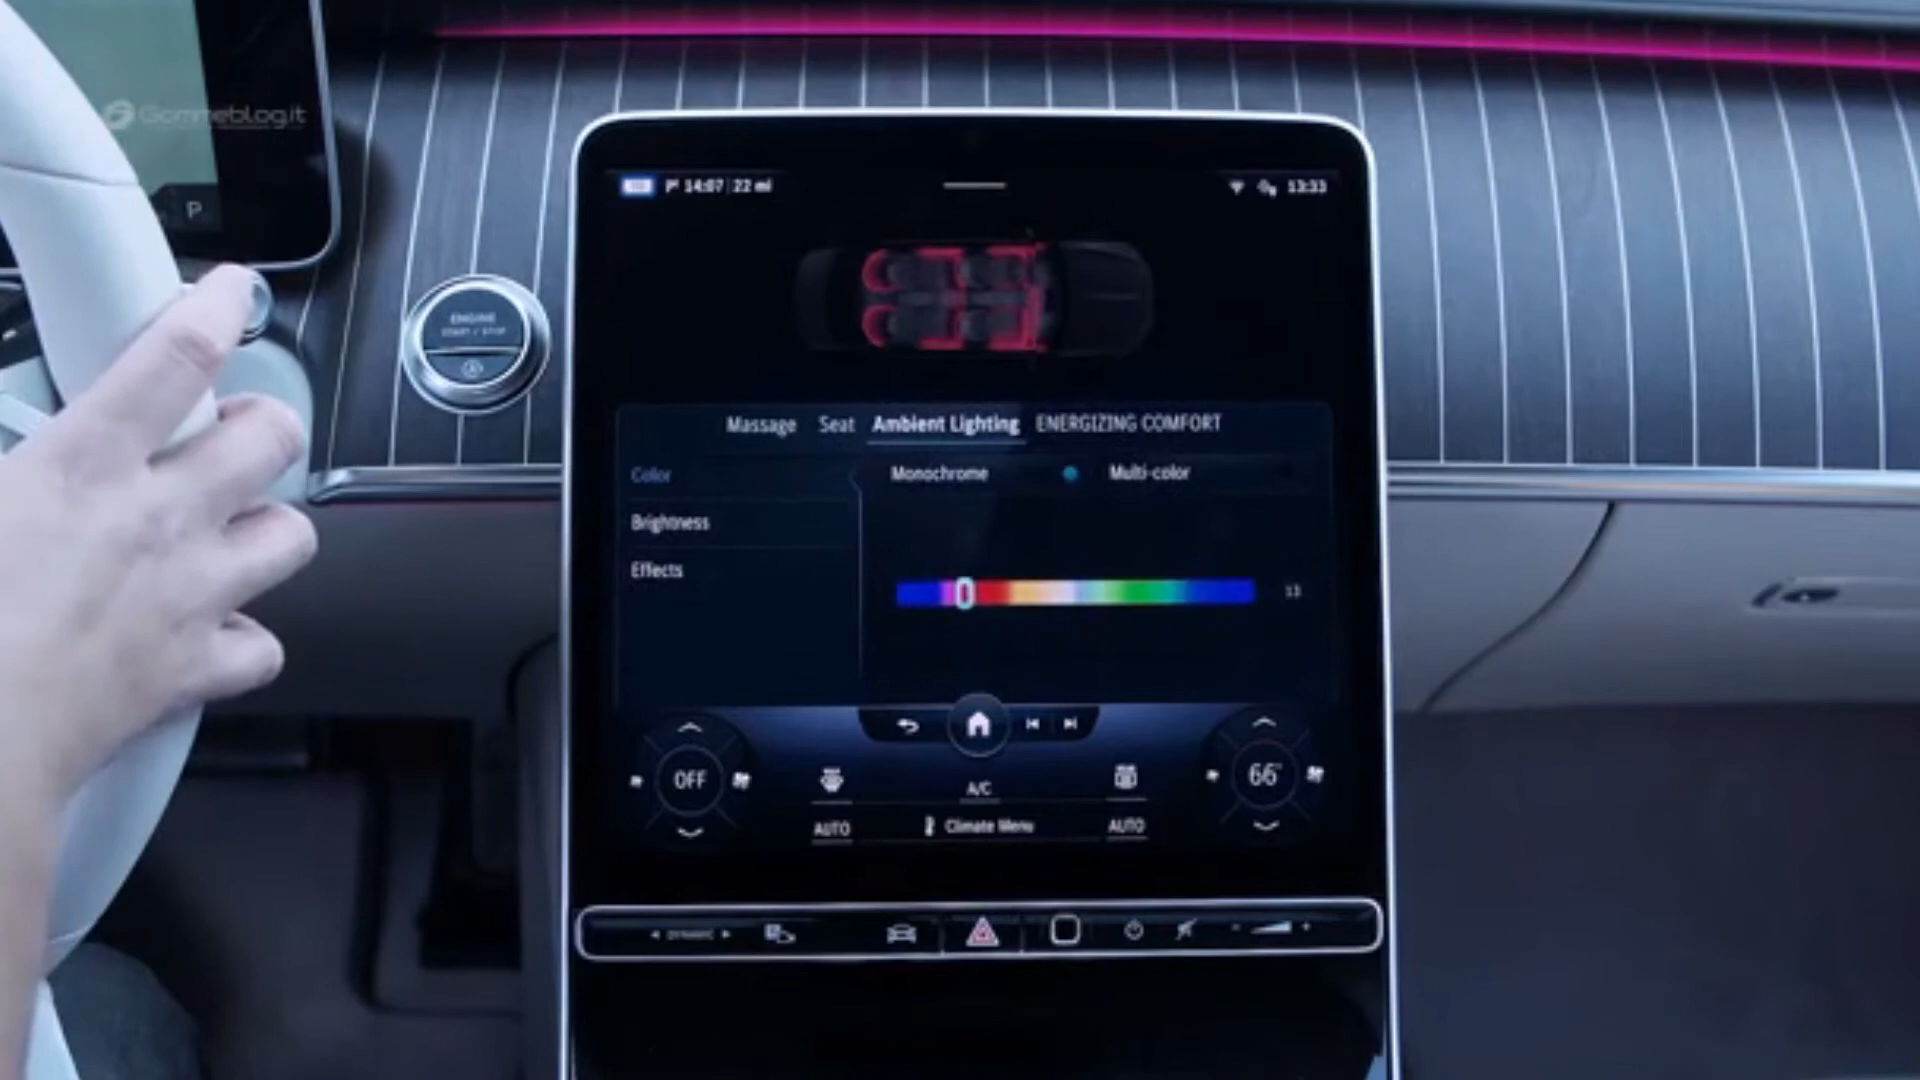 Gommeblog.it
P
14:07 22 mi
13:33
ENGINE
START / STOP
Massage Seat Ambient Lighting ENERGIZING COMFORT
Color
Monochrome Multi-color
Brightness
Effects
13
OFF
66°
A/C
AUTO
Climate Menu
AUTO
DYNAMIC